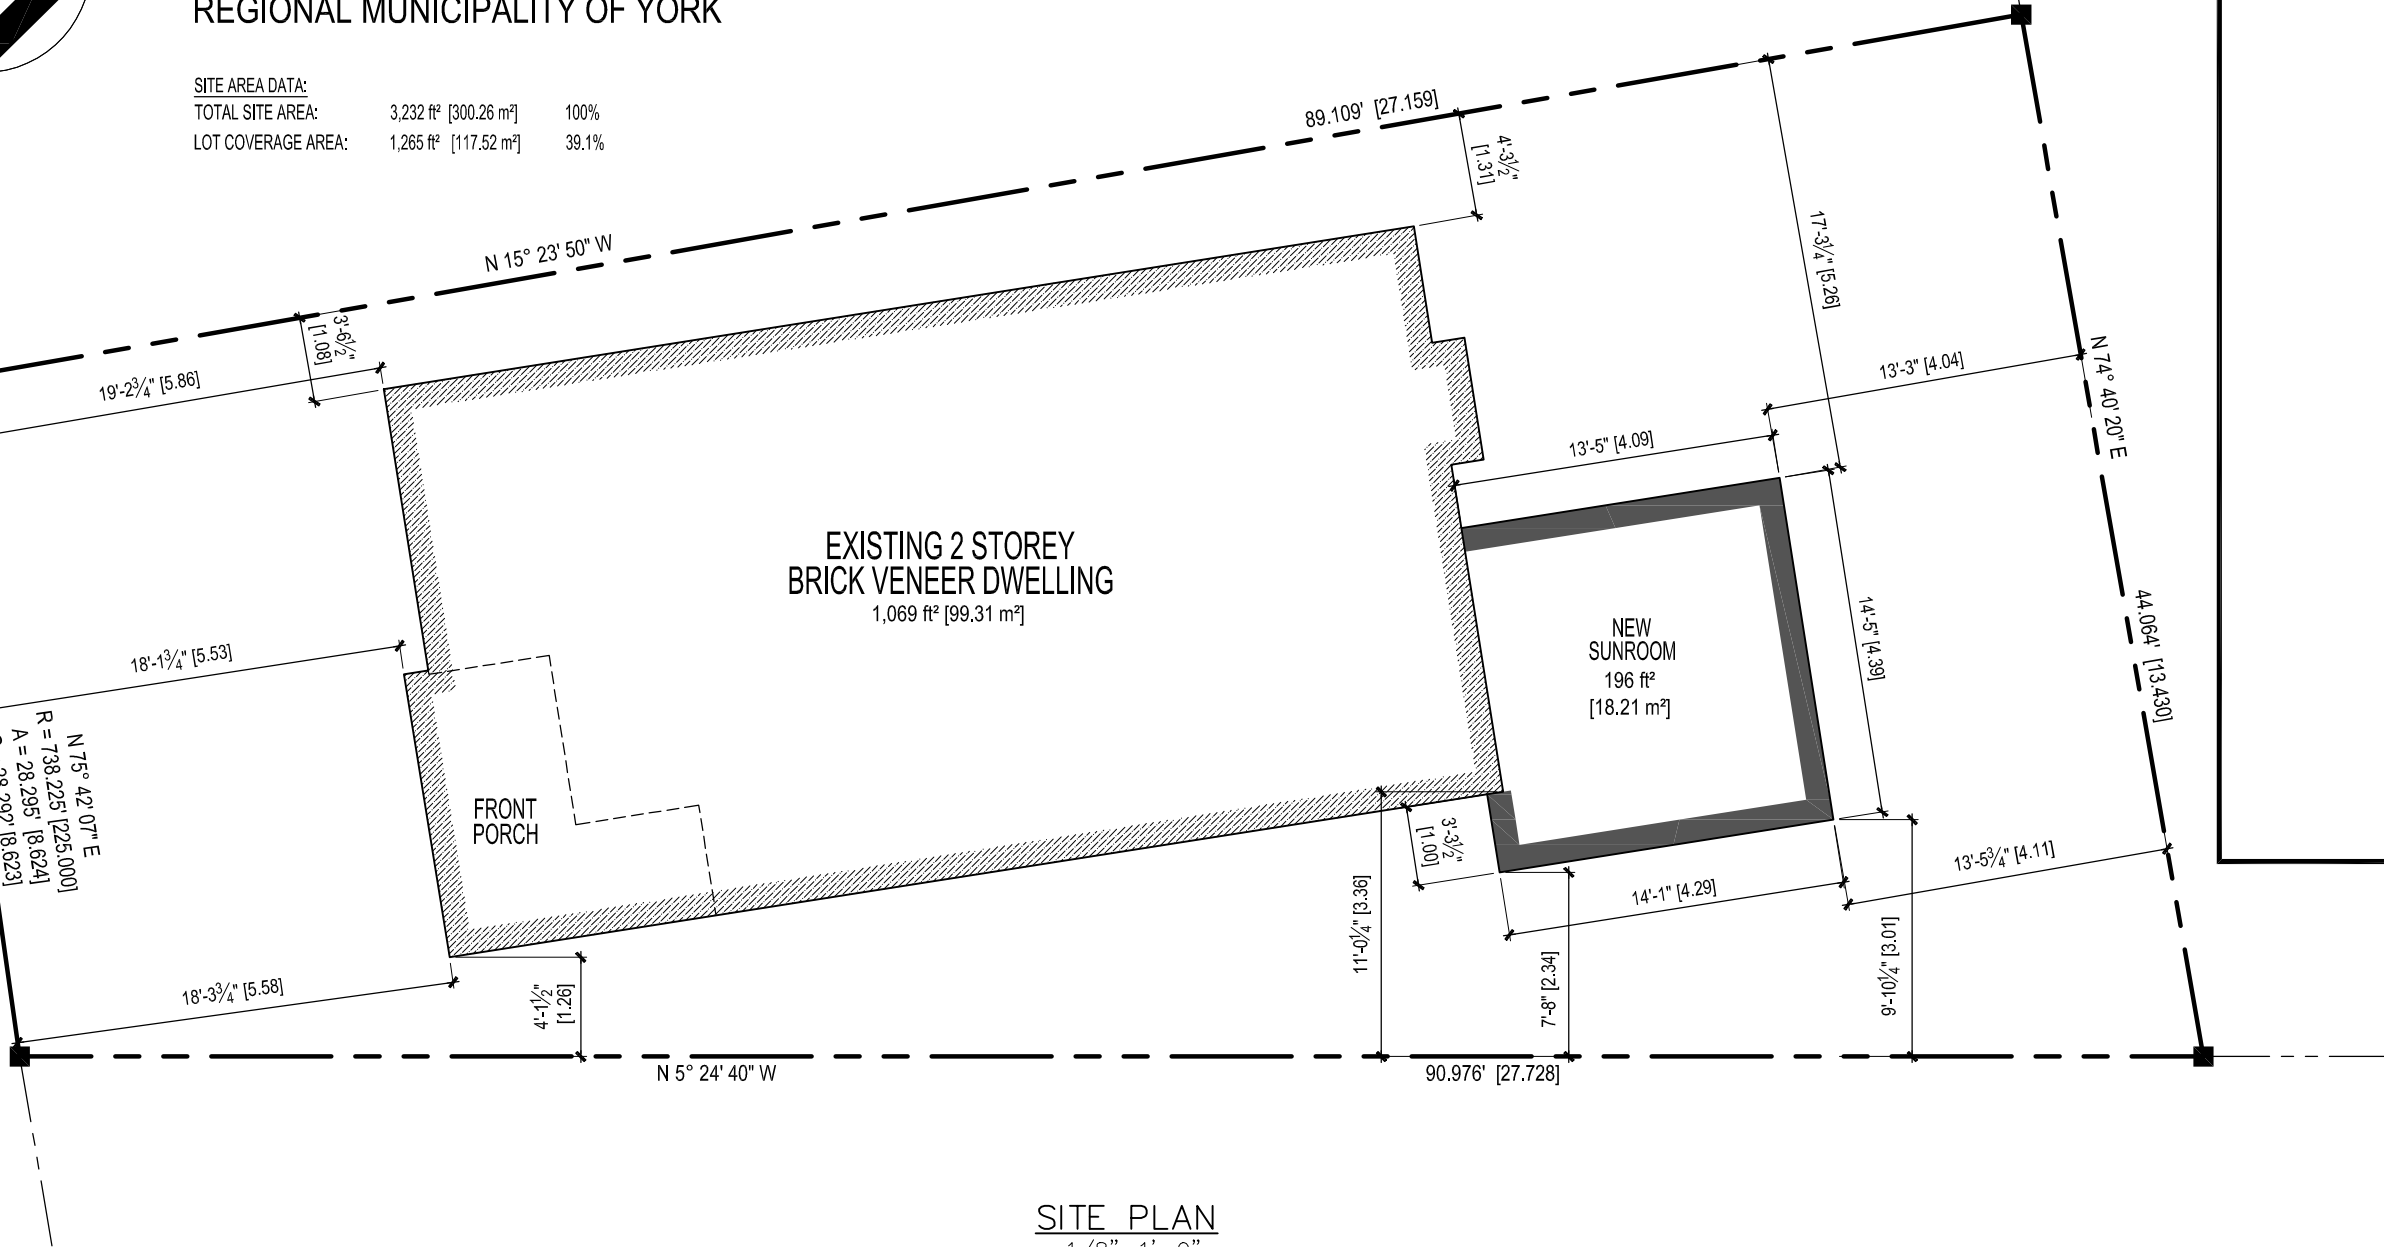 REGIONAL MUNICIPALITY OF YORK
SITE AREA DATA:
TOTAL SITE AREA: 3,232 ft² [300.26 m²] 100%
LOT COVERAGE AREA: 1,265 ft² [117.52 m²] 39.1%
89.109' [27.159]
N 15° 23' 50" W
4'-3½"
[1.31]
17'-3¼" [5.26]
3'-6½"
[1.08]
19'-2¾" [5.86]
13'-3" [4.04]
N 74° 40' 20" E
13'-5" [4.09]
EXISTING 2 STOREY
BRICK VENEER DWELLING
1,069 ft² [99.31 m²]
NEW
SUNROOM
196 ft²
[18.21 m²]
14'-5" [4.39]
44.064' [13.430]
18'-1¾" [5.53]
N 75° 42' 07" E
R = 738.225' [225.000]
A = 28.295' [8.624]
28.292' [8.623]
FRONT
PORCH
3'-3½"
[1.00]
11'-0¼" [3.36]
14'-1" [4.29]
13'-5¾" [4.11]
7'-8" [2.34]
9'-10¼" [3.01]
18'-3¾" [5.58]
4'-1½"
[1.26]
N 5° 24' 40" W
90.976' [27.728]
SITE PLAN